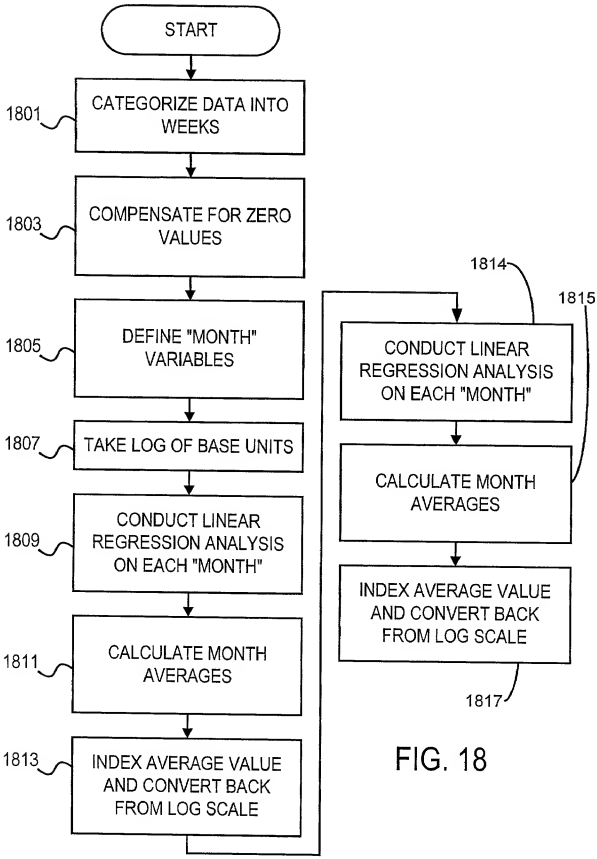 START
1801
CATEGORIZE DATA INTO
WEEKS
1803
COMPENSATE FOR ZERO
VALUES
1805
DEFINE "MONTH"
VARIABLES
1807
TAKE LOG OF BASE UNITS
1809
CONDUCT LINEAR
REGRESSION ANALYSIS
ON EACH "MONTH"
1811
CALCULATE MONTH
AVERAGES
1813
INDEX AVERAGE VALUE
AND CONVERT BACK
FROM LOG SCALE
1814
CONDUCT LINEAR
REGRESSION ANALYSIS
ON EACH "MONTH"
1815
CALCULATE MONTH
AVERAGES
INDEX AVERAGE VALUE
AND CONVERT BACK
FROM LOG SCALE
1817
FIG. 18